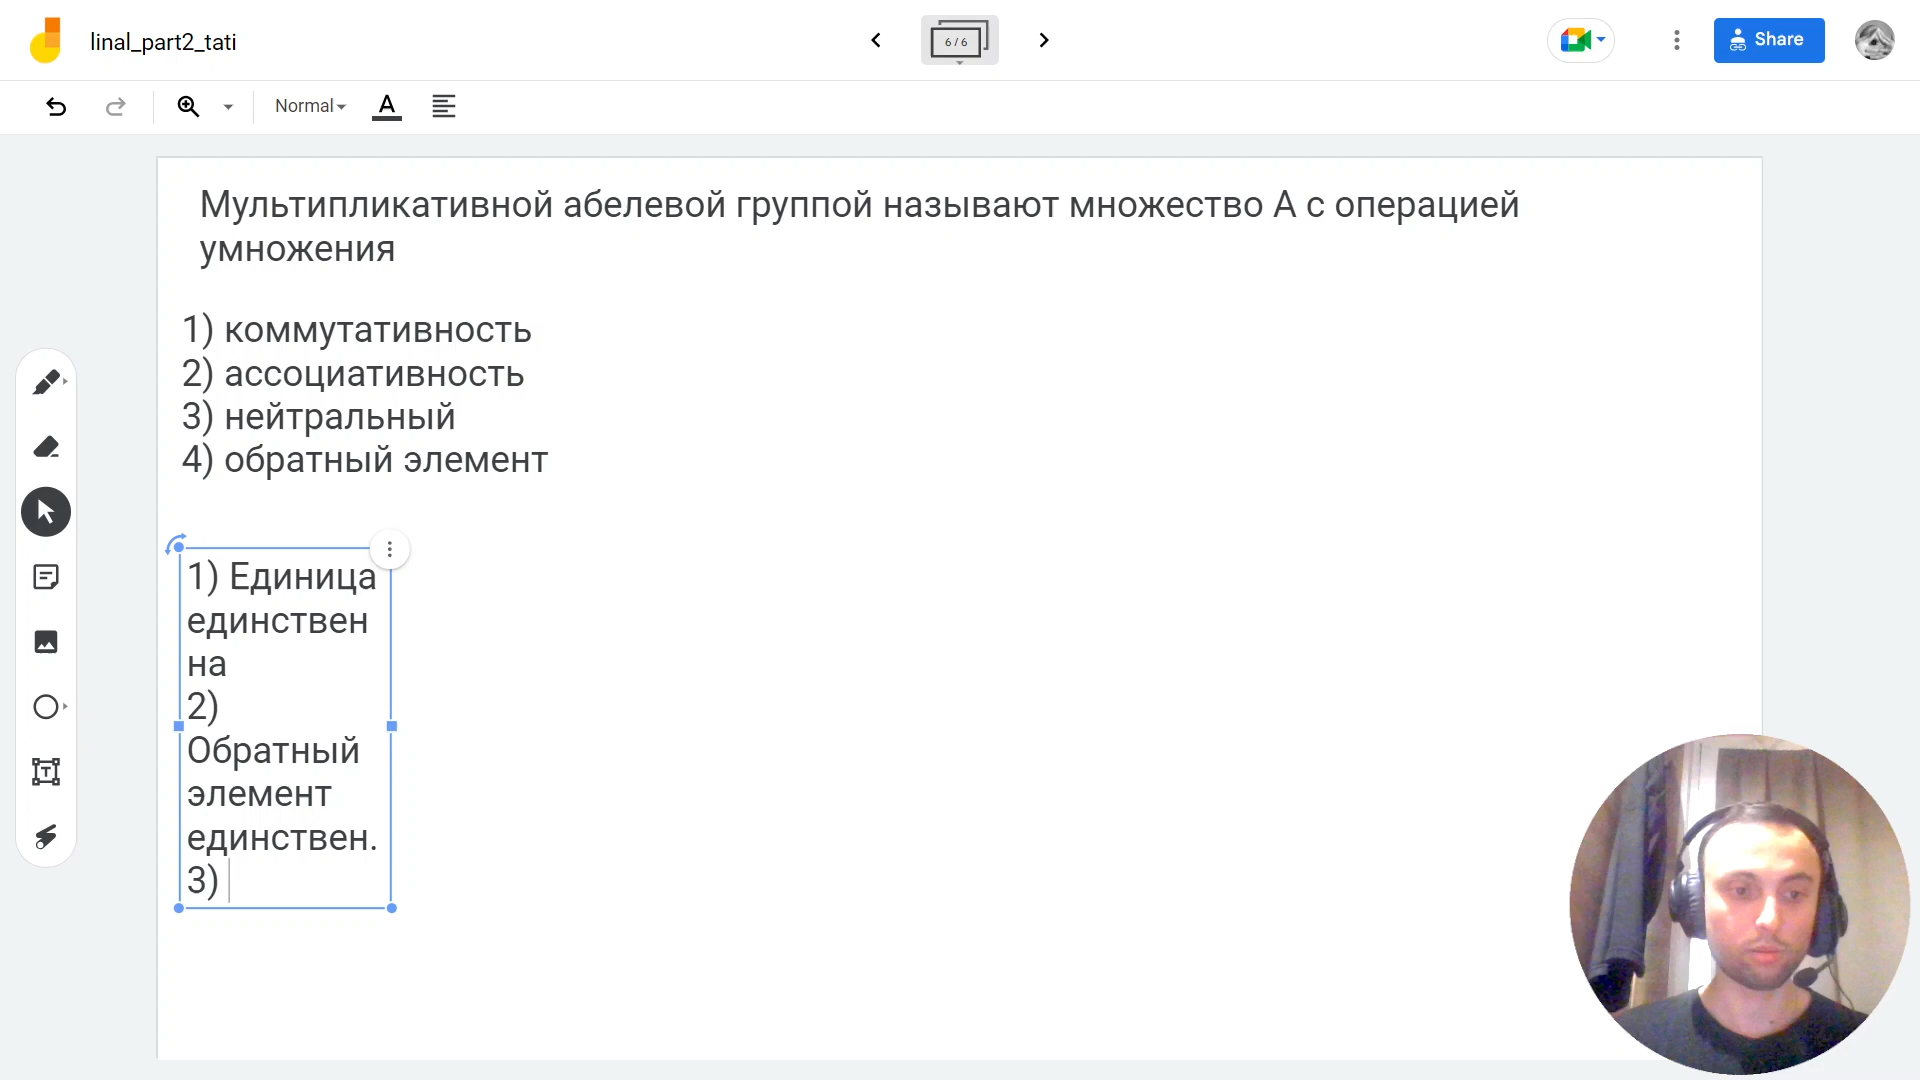 linal_part2_tati
6 / 6
Share
Normal
A
Мультипликативной абелевой группой называют множество А с операцией
умножения
1) коммутативность
2) ассоциативность
3) нейтральный
4) обратный элемент
1) Единица
единствен
на
2)
Обратный
элемент
единствен.
3)